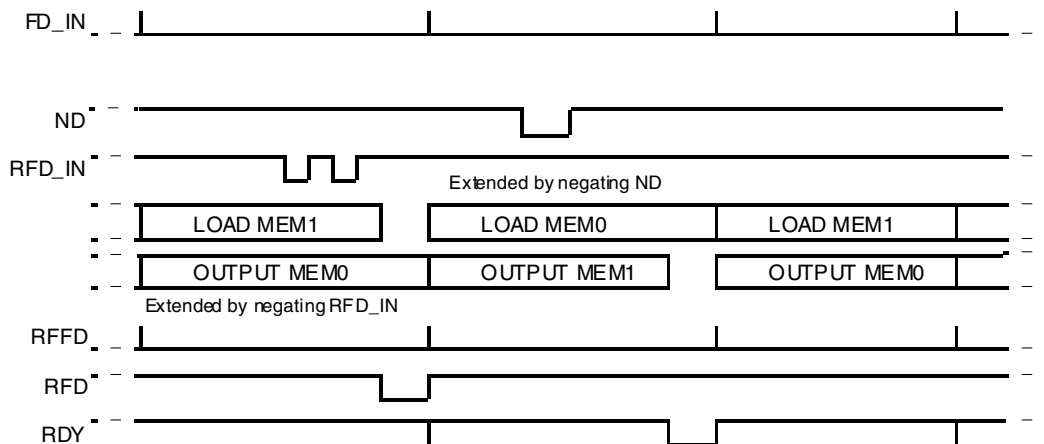 FD_IN
ND
RFD_IN
Extended by negating ND
LOAD MEM1 LOAD MEM0 LOAD MEM1
OUTPUT MEM0 OUTPUT MEM1 OUTPUT MEM0
Extended by negating RFD_IN
RFFD
RFD
RDY